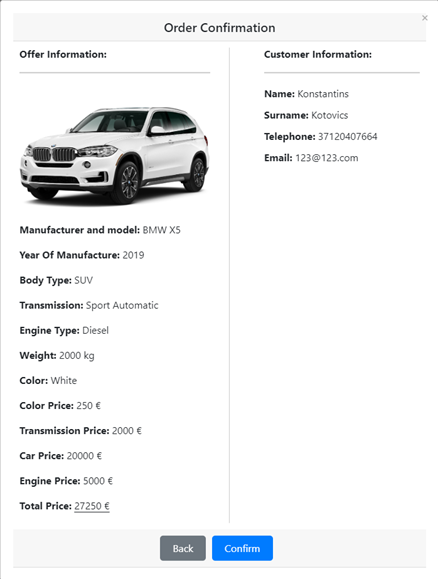 ×
Order Confirmation
Offer Information:
Manufacturer and model: BMW X5
Year Of Manufacture: 2019
Body Type: SUV
Transmission: Sport Automatic
Engine Type: Diesel
Weight: 2000 kg
Color: White
Color Price: 250 €
Transmission Price: 2000 €
Car Price: 20000 €
Engine Price: 5000 €
Total Price: 27250 €
Customer Information:
Name: Konstantins
Surname: Kotovics
Telephone: 37120407664
Email: 123@123.com
Back
Confirm